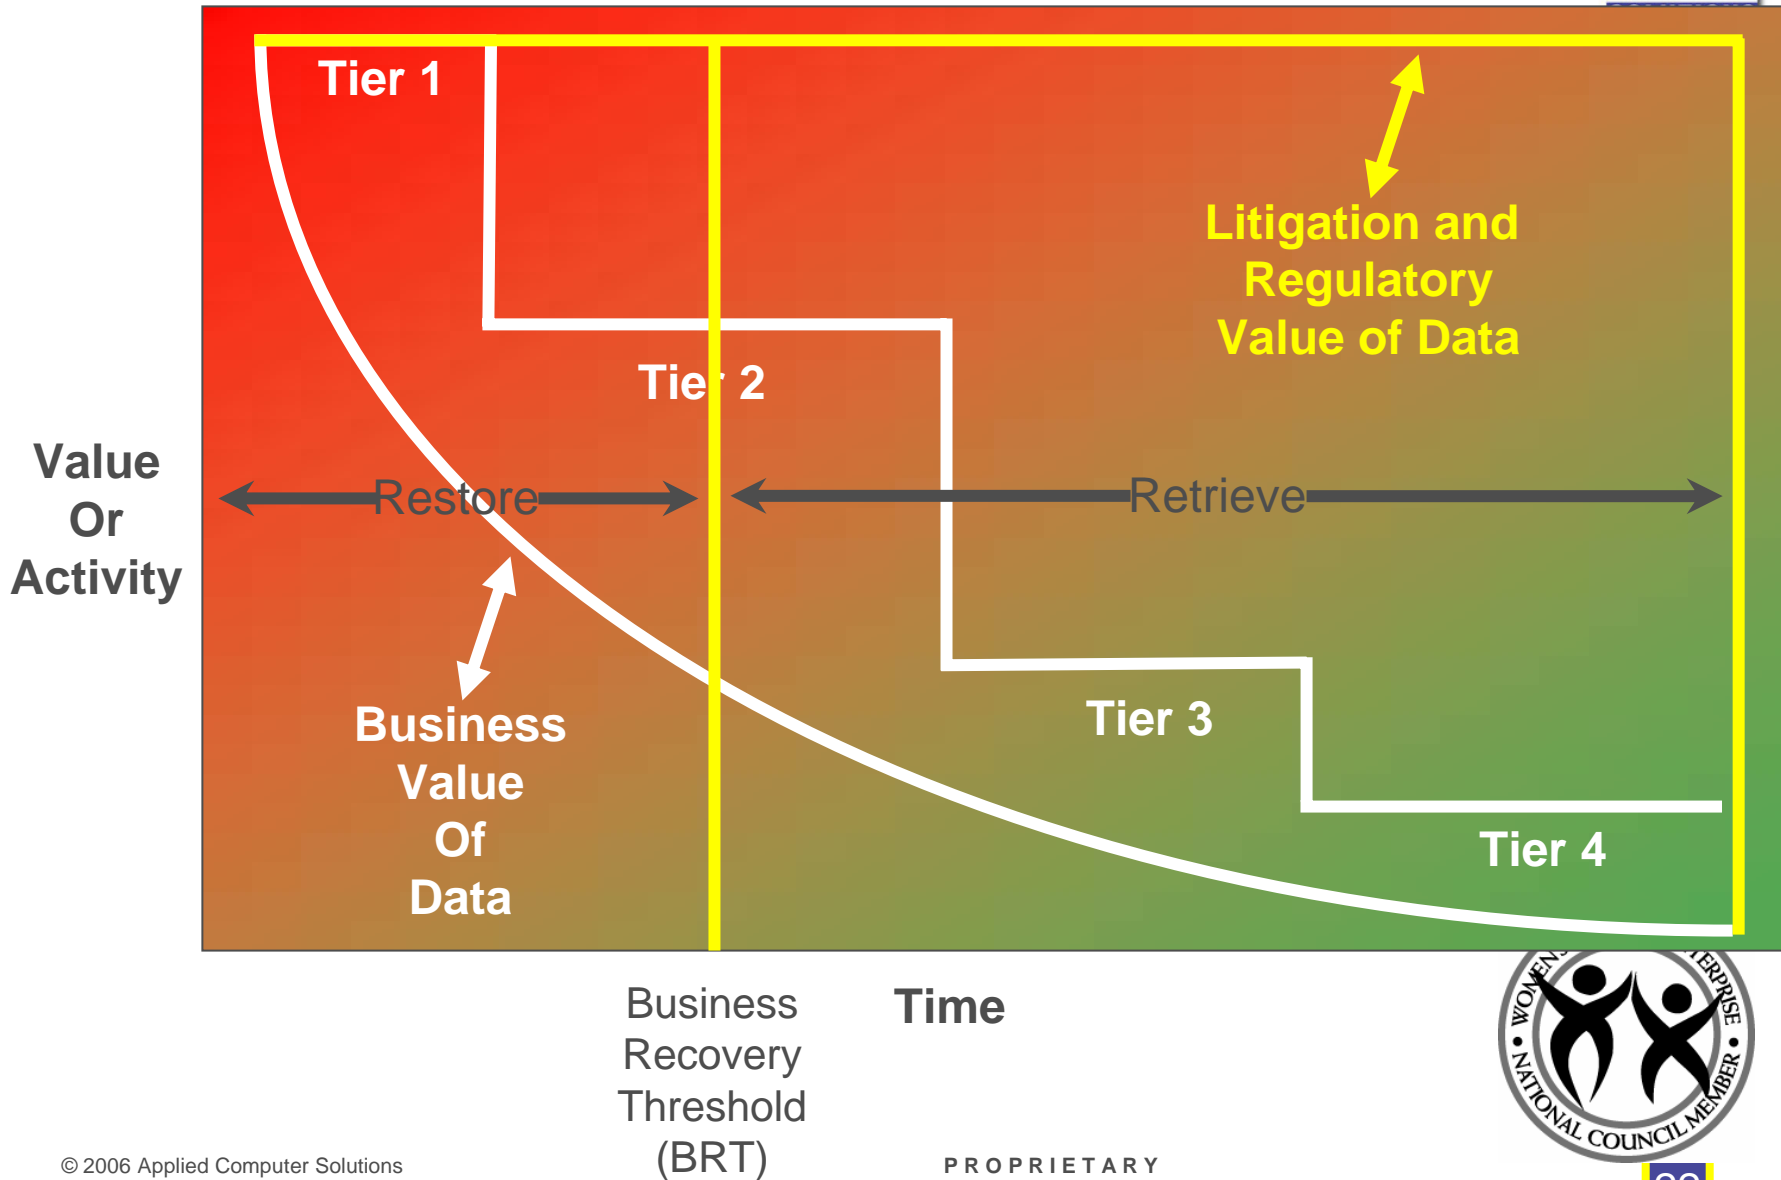 Tier 1
Litigation and
Regulatory
Value of Data
Tier 2
Value
Or
Activity
Restore
Retrieve
Business
Value
Of
Data
Tier 3
Tier 4
Business
Recovery
Threshold
(BRT)
Time
NATIONAL COUNCIL MEMBER
© 2006 Applied Computer Solutions
PROPRIETARY